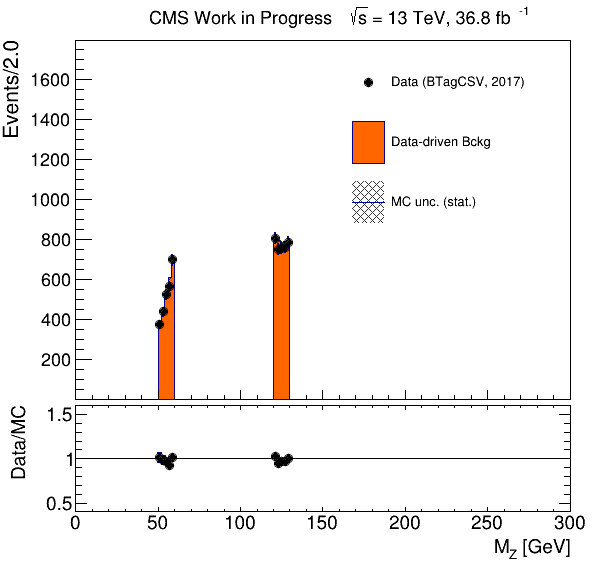 CMS Work in Progress √s = 13 TeV, 36.8 fb⁻¹
Events/2.0
1600
1400
1200
1000
800
600
400
200
Data (BTagCSV, 2017)
Data-driven Bckg
MC unc. (stat.)
Data/MC
1.5
1
0.5
0 50 100 150 200 250 300
M_Z [GeV]